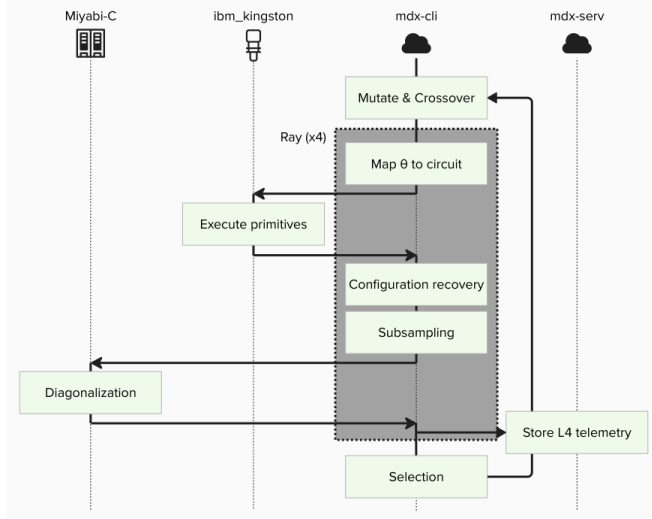 Miyabi-C
ibm_kingston
mdx-cli
mdx-serv
Mutate & Crossover
Ray (x4)
Map θ to circuit
Execute primitives
Configuration recovery
Subsampling
Diagonalization
Store L4 telemetry
Selection